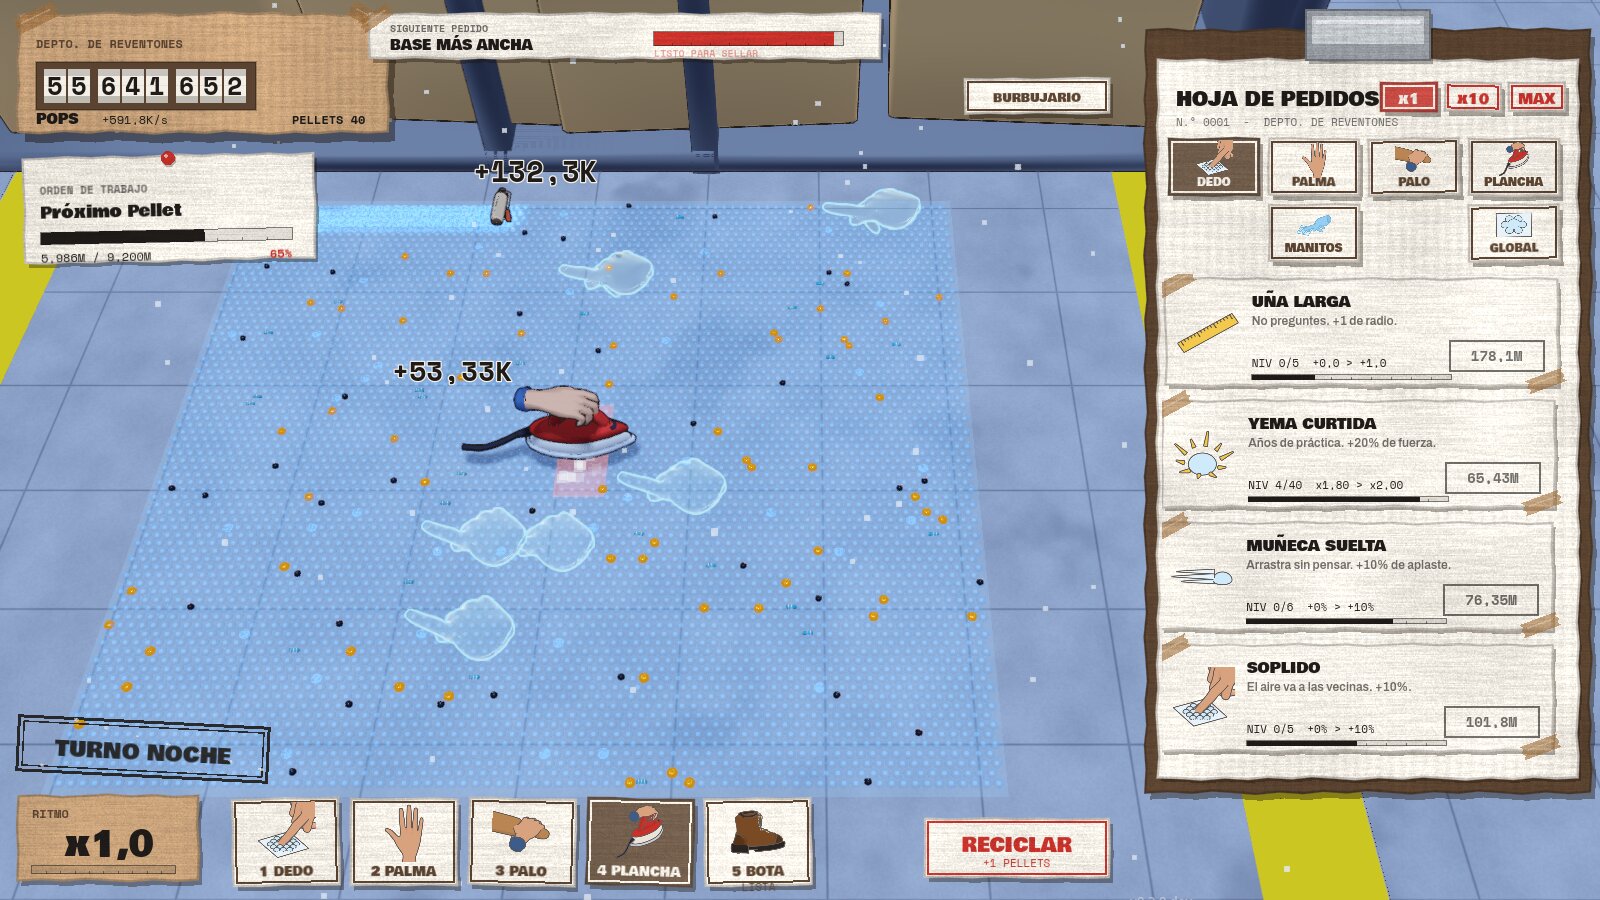 DEPTO. DE REVENTONES
55 641 652
POPS +591,8K/s PELLETS 40
SIGUIENTE PEDIDO
BASE MÁS ANCHA
LISTO PARA SELLAR
BURBUJARIO
ORDEN DE TRABAJO
Próximo Pellet
5,986M / 9,200M 65%
+132,3K
+53,33K
HOJA DE PEDIDOS x1 x10 MAX
N.° 0001 - DEPTO. DE REVENTONES
DEDO PALMA PALO PLANCHA
MANITOS GLOBAL
UÑA LARGA
No preguntes. +1 de radio.
NIV 0/5 +0,0 > +1,0 178,1M
YEMA CURTIDA
Años de práctica. +20% de fuerza.
NIV 4/40 x1,80 > x2,00 65,43M
MUÑECA SUELTA
Arrastra sin pensar. +10% de aplaste.
NIV 0/6 +0% > +10% 76,35M
SOPLIDO
El aire va a las vecinas. +10%.
NIV 0/5 +0% > +10% 101,8M
TURNO NOCHE
RITMO
x1,0
1 DEDO 2 PALMA 3 PALO 4 PLANCHA 5 BOTA
LISTA
RECICLAR
+1 PELLETS